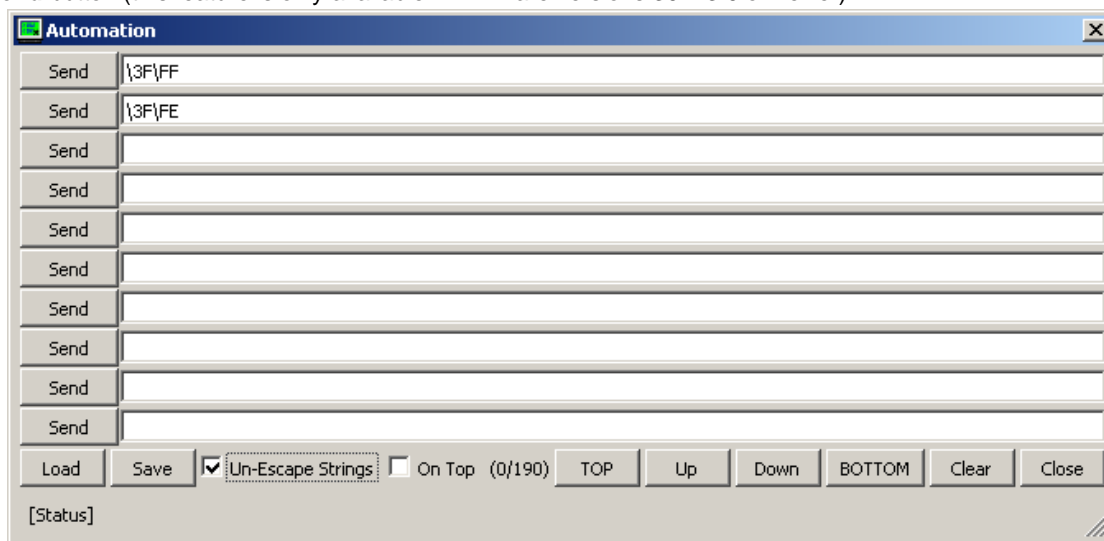 Automation
Send \3F\FF
Send \3F\FE
Send
Send
Send
Send
Send
Send
Send
Send
Load Save Un-Escape Strings On Top (0/190) TOP Up Down BOTTOM Clear Close
[Status]